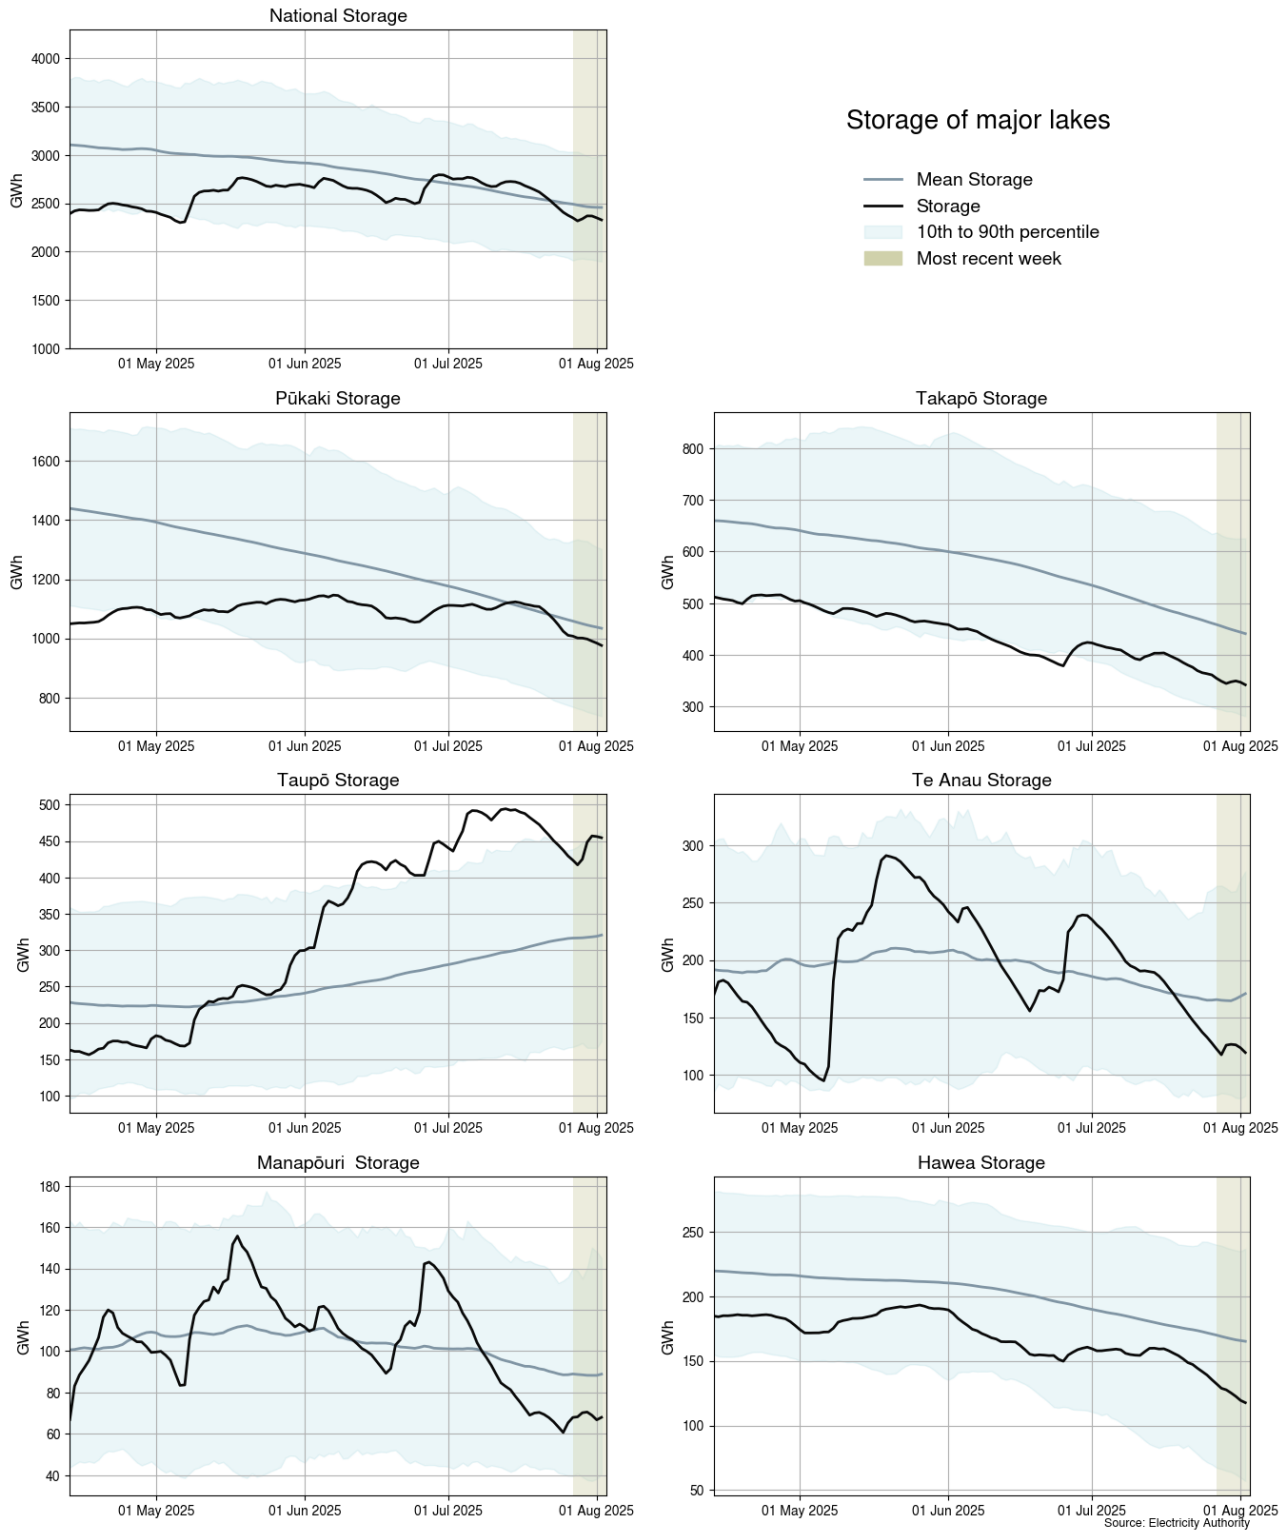 National Storage
4000
3500
3000
2500
2000
1500
1000
GWh
01 May 2025
01 Jun 2025
01 Jul 2025
01 Aug 2025
Storage of major lakes
Mean Storage
Storage
10th to 90th percentile
Most recent week
Pūkaki Storage
1600
1400
1200
1000
800
GWh
01 May 2025
01 Jun 2025
01 Jul 2025
01 Aug 2025
Takapō Storage
800
700
600
500
400
300
GWh
01 May 2025
01 Jun 2025
01 Jul 2025
01 Aug 2025
Taupō Storage
500
450
400
350
300
250
200
150
100
GWh
01 May 2025
01 Jun 2025
01 Jul 2025
01 Aug 2025
Te Anau Storage
300
250
200
150
100
GWh
01 May 2025
01 Jun 2025
01 Jul 2025
01 Aug 2025
Manapōuri  Storage
180
160
140
120
100
80
60
40
GWh
01 May 2025
01 Jun 2025
01 Jul 2025
01 Aug 2025
Hawea Storage
250
200
150
100
50
GWh
01 May 2025
01 Jun 2025
01 Jul 2025
01 Aug 2025
Source: Electricity Authority